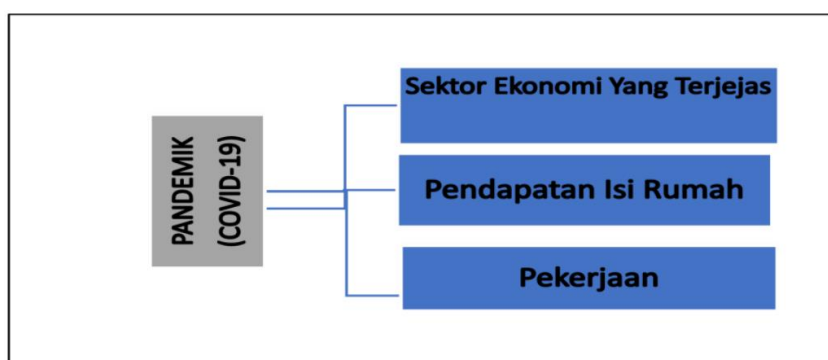 PANDEMIK
(COVID-19)
Sektor Ekonomi Yang Terjejas
Pendapatan Isi Rumah
Pekerjaan